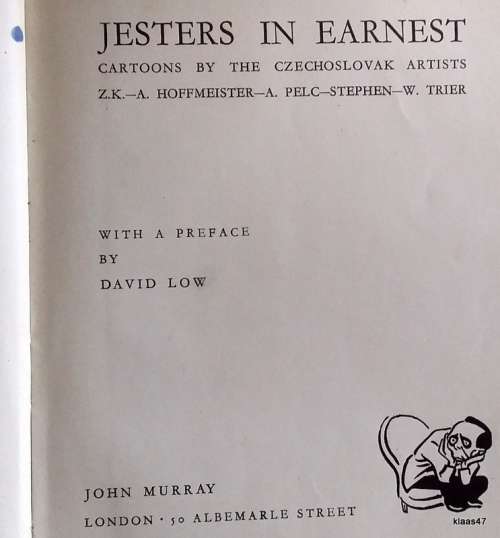 JESTERS IN EARNEST
CARTOONS BY THE CZECHOSLOVAK ARTISTS
Z.K.—A. HOFFMEISTER—A. PELC—STEPHEN—W. TRIER
WITH A PREFACE
BY
DAVID LOW
JOHN MURRAY
LONDON · 50 ALBEMARLE STREET
klaas47